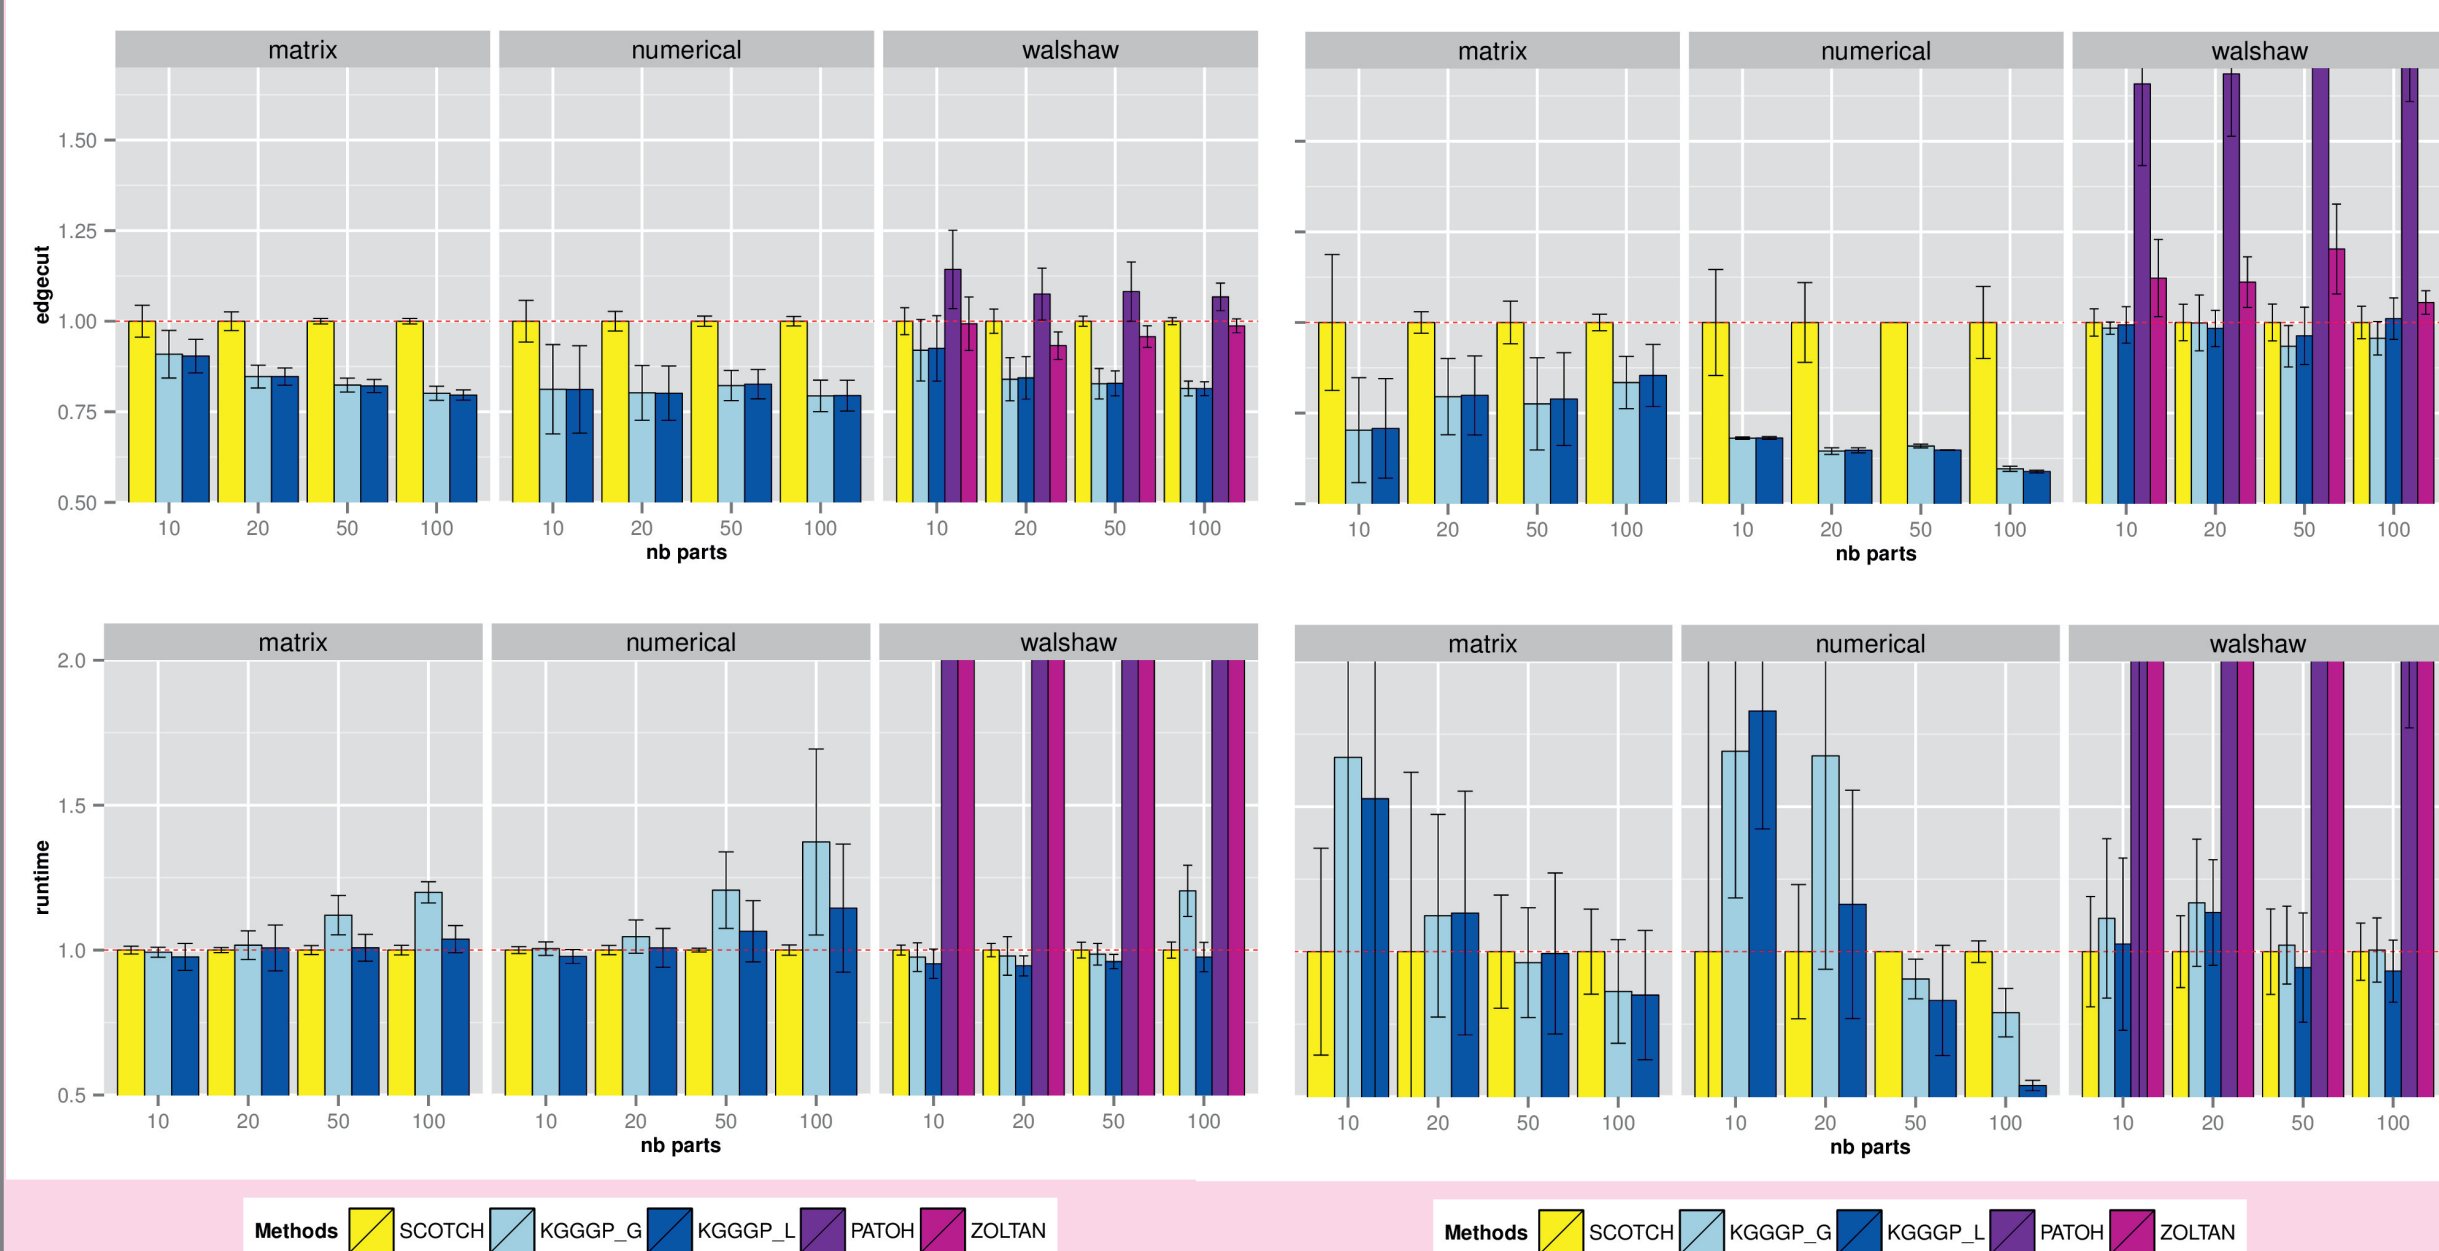 matrix numerical walshaw
1.50
1.25
1.00
0.75
0.50
edgecut
10 20 50 100 10 20 50 100 10 20 50 100
nb parts
matrix numerical walshaw
10 20 50 100 10 20 50 100 10 20 50 100
nb parts
matrix numerical walshaw
2.0
1.5
1.0
0.5
runtime
10 20 50 100 10 20 50 100 10 20 50 100
nb parts
matrix numerical walshaw
10 20 50 100 10 20 50 100 10 20 50 100
nb parts
Methods SCOTCH KGGGP_G KGGGP_L PATOH ZOLTAN
Methods SCOTCH KGGGP_G KGGGP_L PATOH ZOLTAN